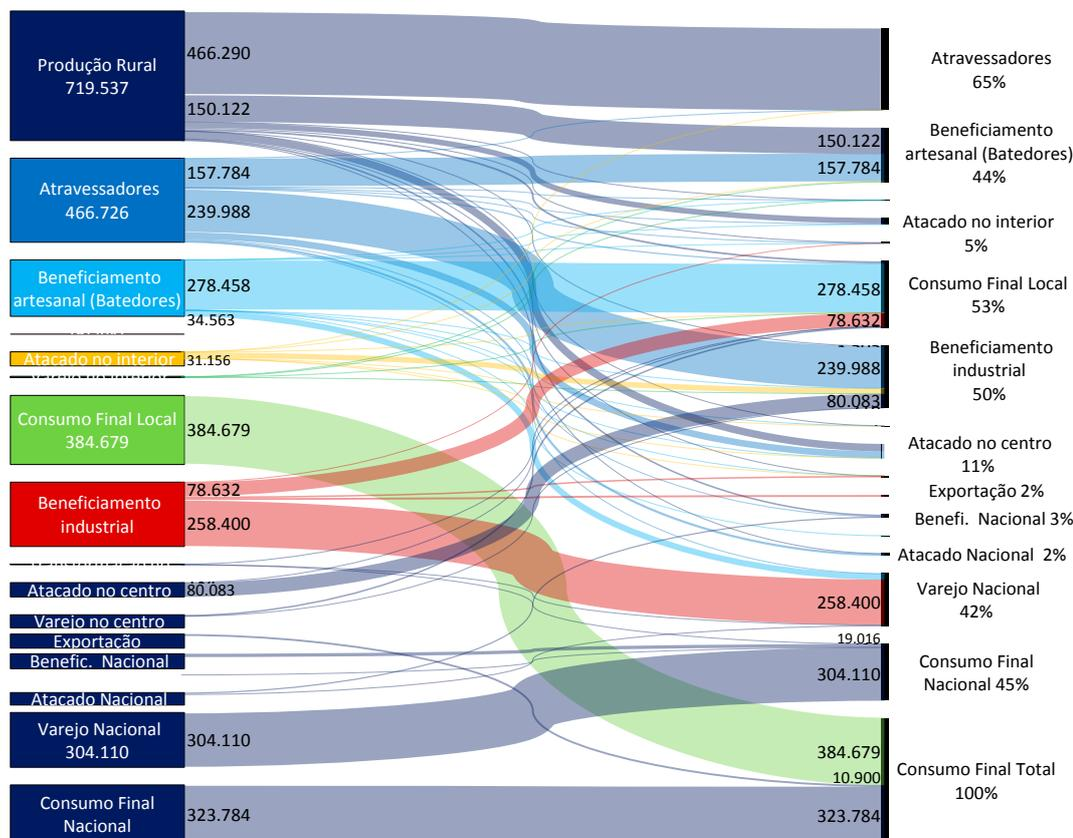 Produção Rural
719.537
466.290
150.122
Atravessadores
466.726
157.784
239.988
Beneficiamento
artesanal (Batedores)
278.458
34.563
Atacado no interior
31.156
Varejo no interior
Consumo Final Local
384.679
384.679
Beneficiamento
industrial
78.632
258.400
Atacado no centro
80.083
Varejo no centro
Exportação
Benefic. Nacional
Atacado Nacional
Varejo Nacional
304.110
304.110
Consumo Final
Nacional
323.784
Atravessadores
65%
150.122
157.784
Beneficiamento
artesanal (Batedores)
44%
Atacado no interior
5%
278.458
78.632
Consumo Final Local
53%
239.988
80.083
Beneficiamento
industrial
50%
Atacado no centro
11%
Exportação 2%
Benefi. Nacional 3%
Atacado Nacional 2%
258.400
Varejo Nacional
42%
19.016
304.110
Consumo Final
Nacional 45%
384.679
10.900
323.784
Consumo Final Total
100%